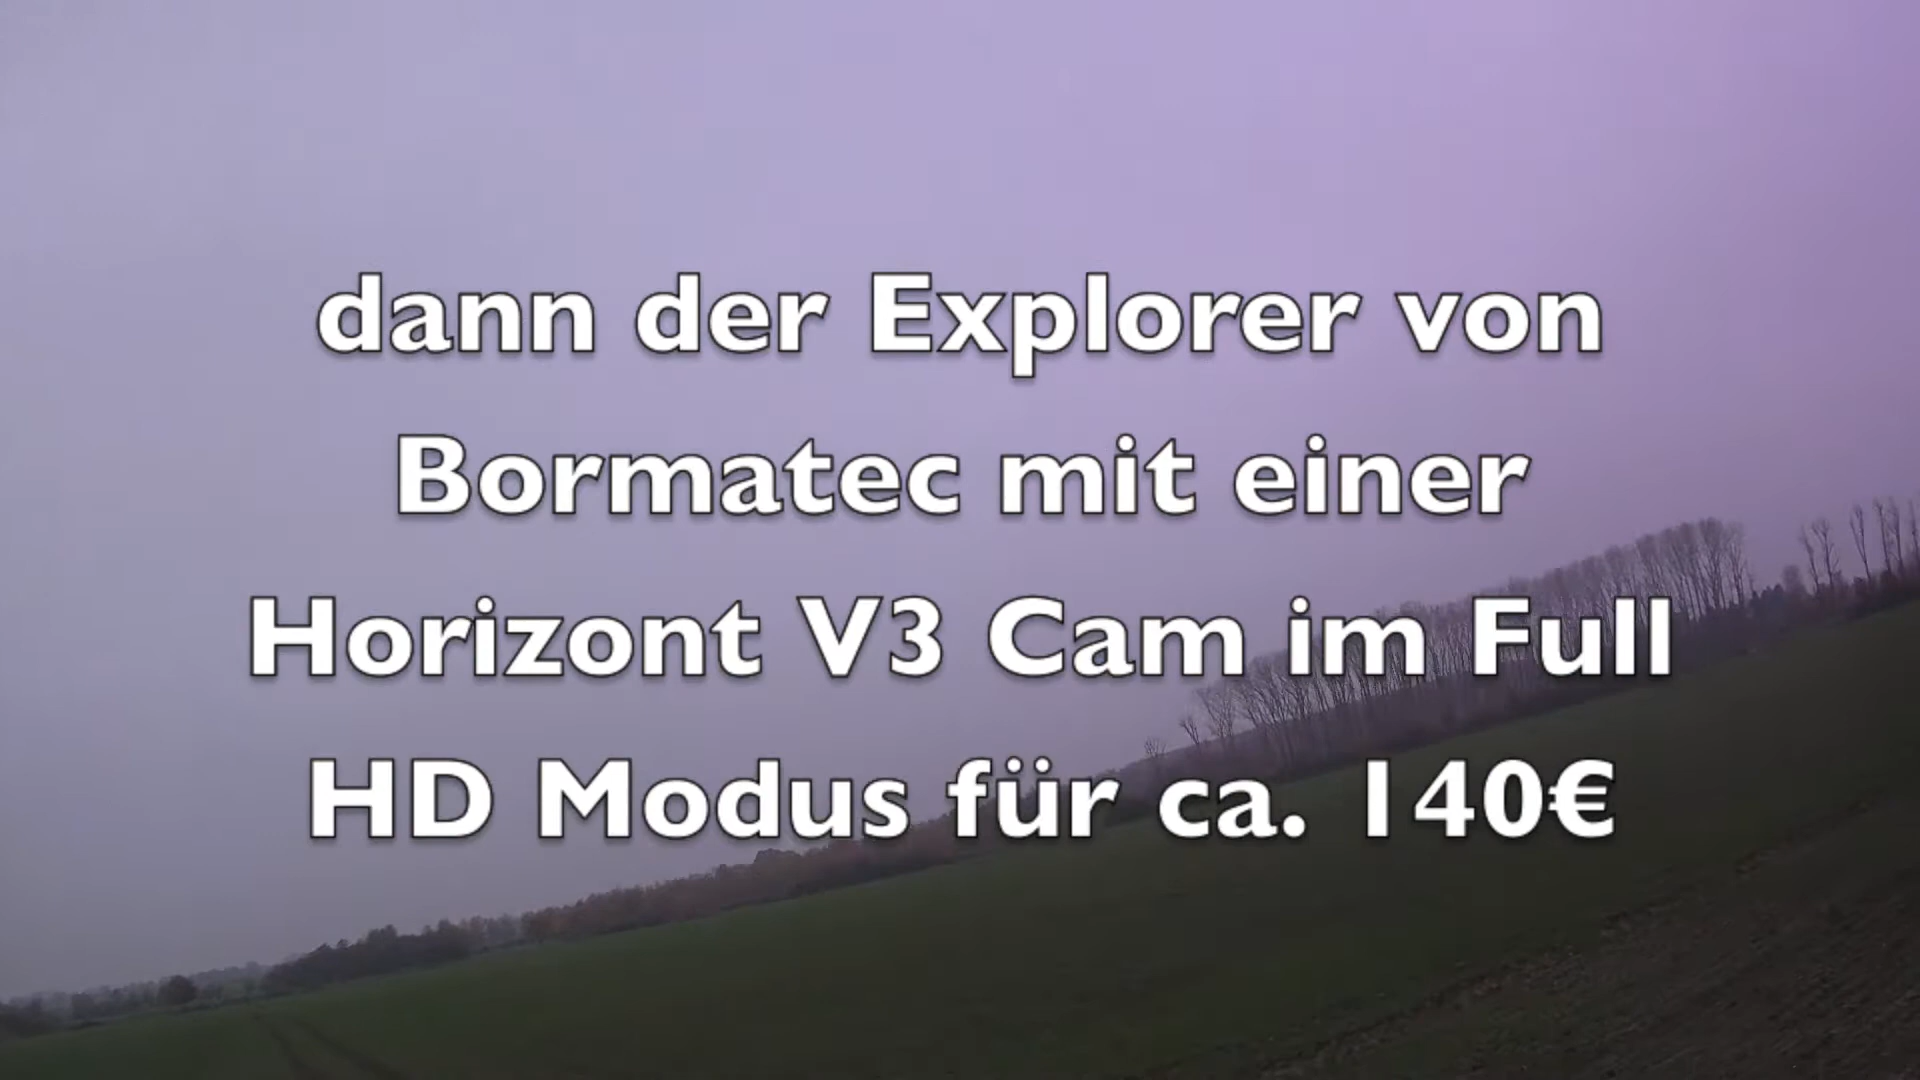 dann der Explorer von
Bormatec mit einer
Horizont V3 Cam im Full
HD Modus für ca. 140€